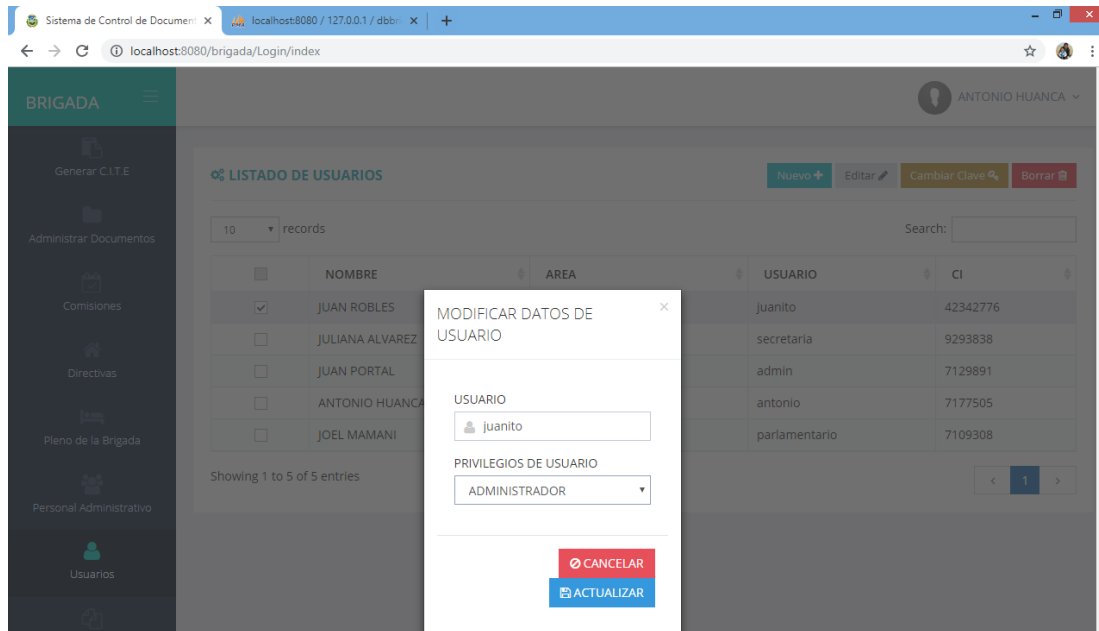 Sistema de Control de Document
localhost:8080 / 127.0.0.1 / dbbri
localhost:8080/brigada/Login/index
BRIGADA
ANTONIO HUANCA
Generar C.I.T.E
Administrar Documentos
Comisiones
Directivas
Pleno de la Brigada
Personal Administrativo
Usuarios
LISTADO DE USUARIOS
Nuevo
Editar
Cambiar Clave
Borrar
10 records
Search:
NOMBRE AREA USUARIO CI
JUAN ROBLES juanito 42342776
JULIANA ALVAREZ secretaria 9293838
JUAN PORTAL admin 7129891
ANTONIO HUANCA antonio 7177505
JOEL MAMANI parlamentario 7109308
Showing 1 to 5 of 5 entries
< 1 >
MODIFICAR DATOS DE
USUARIO
×
USUARIO
juanito
PRIVILEGIOS DE USUARIO
ADMINISTRADOR
CANCELAR
ACTUALIZAR